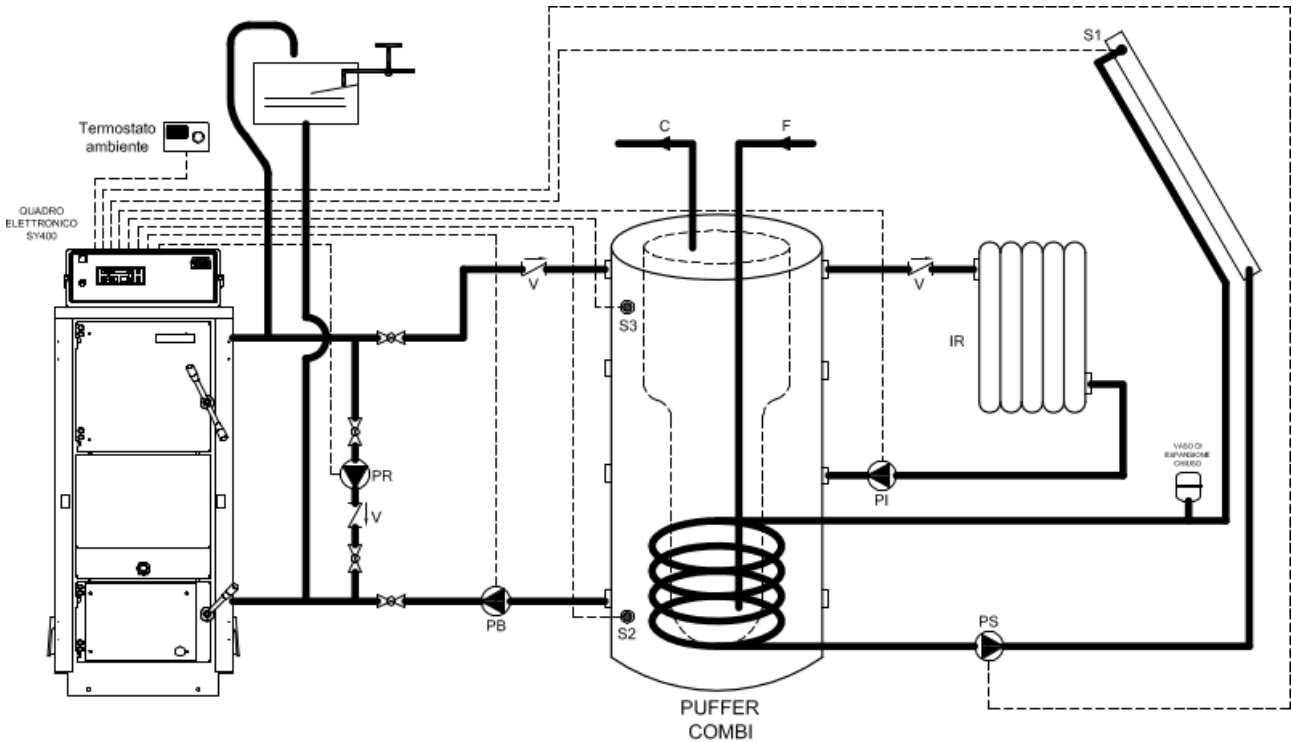 S1
Termostato
ambiente
C
F
QUADRO
ELETTRONICO
SY400
V
V
S3
IR
VASO DI
ESPANSIONE
CHIUSO
PR
PI
V
PB
S2
PS
PUFFER
COMBI